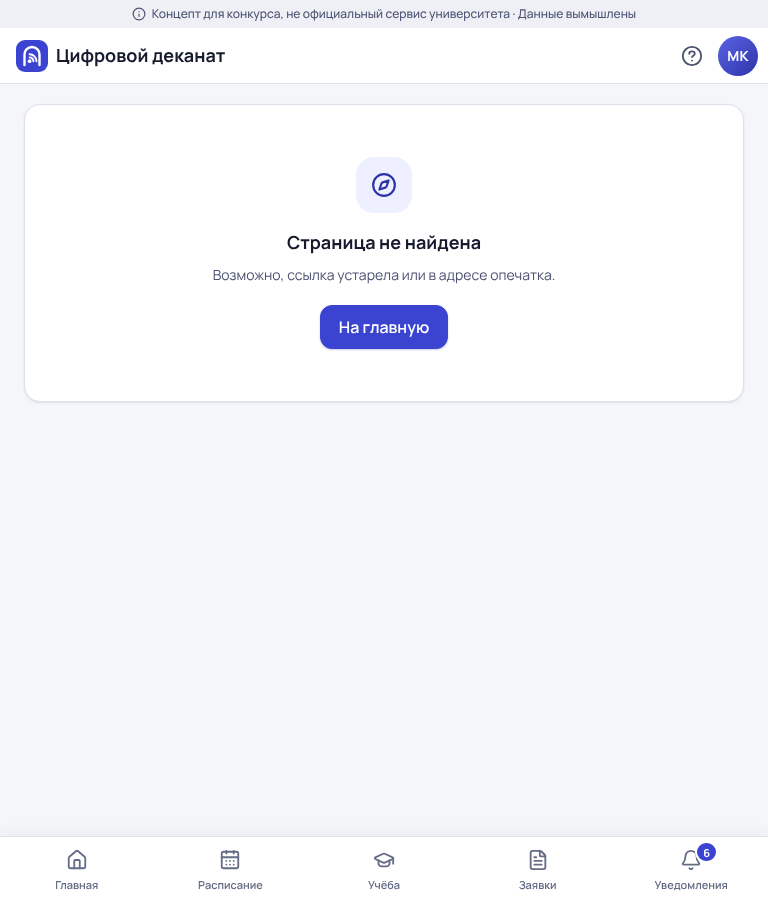 Концепт для конкурса, не официальный сервис университета · Данные вымышлены
Цифровой деканат
МК
Страница не найдена
Возможно, ссылка устарела или в адресе опечатка.
На главную
6
Главная
Расписание
Учёба
Заявки
Уведомления